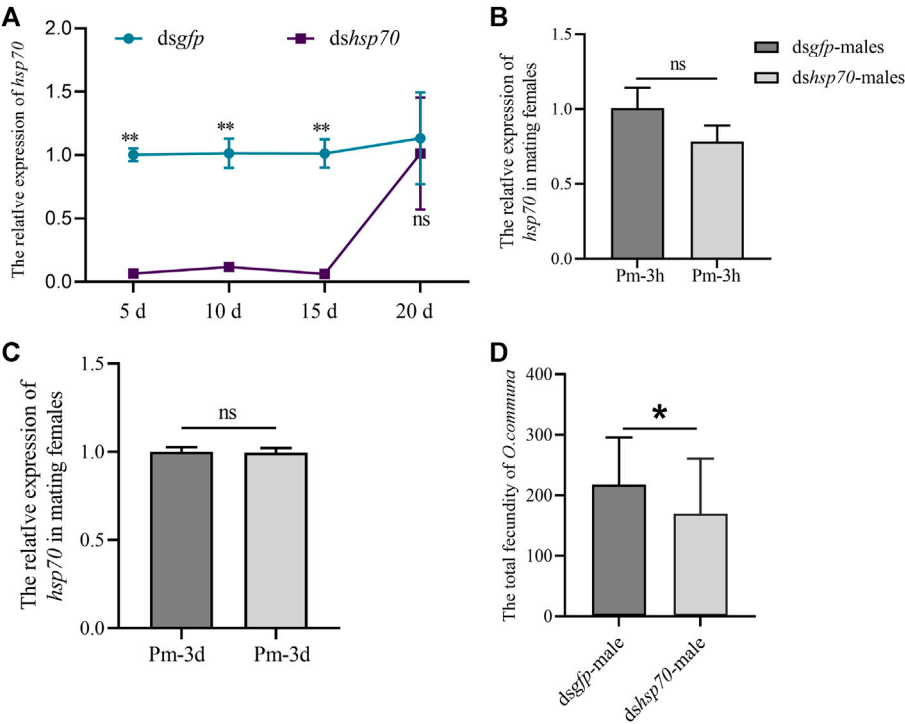 A
dsgfp
dshsp70
The relatIve expression of hsp70
2.0
1.5
1.0
0.5
0.0
**
**
**
ns
5 d
10 d
15 d
20 d
B
dsgfp-males
dshsp70-males
The relatIve expression of
hsp70 in mating females
1.5
1.0
0.5
0.0
ns
Pm-3h
Pm-3h
C
The relatIve expression of
hsp70 in mating females
1.5
1.0
0.5
0.0
ns
Pm-3d
Pm-3d
D
The total fecundity of O.communa
400
300
200
100
0
*
dsgfp-male
dshsp70-male